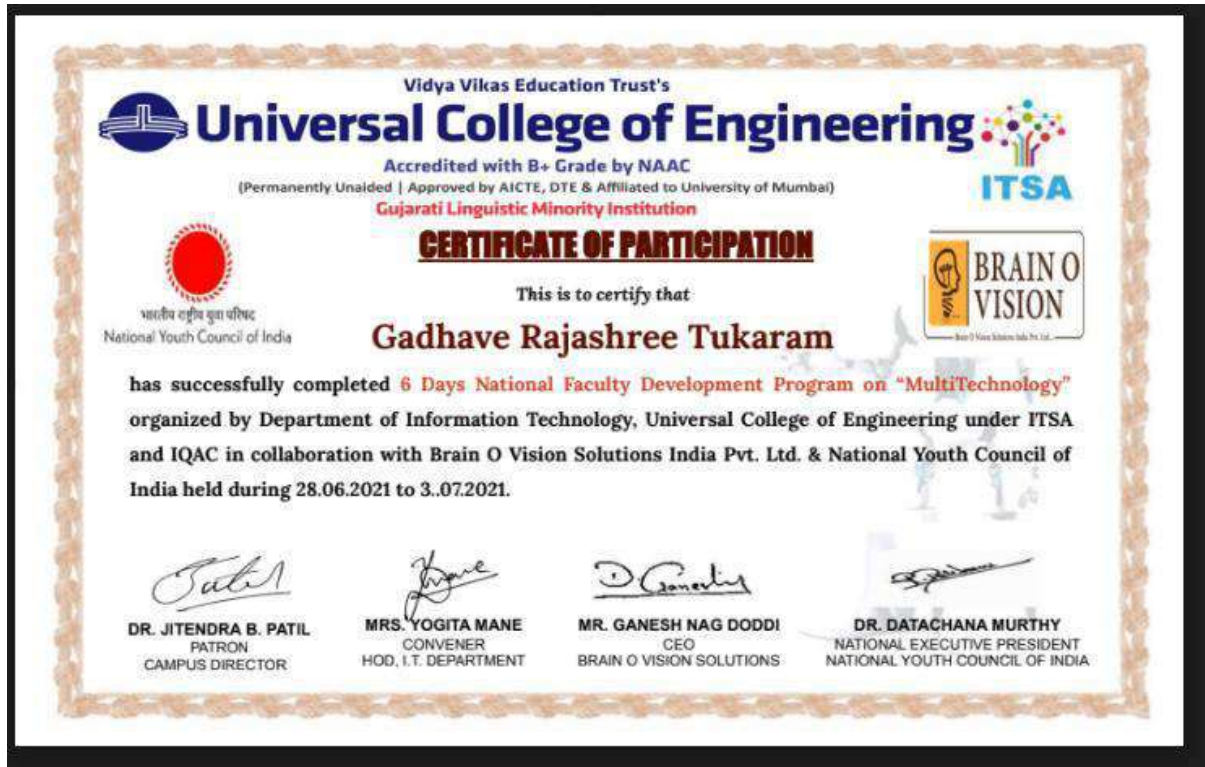 Vidya Vikas Education Trust's
Universal College of Engineering
Accredited with B+ Grade by NAAC
(Permanently Unaided | Approved by AICTE, DTE & Affiliated to University of Mumbai)
Gujarati Linguistic Minority Institution
ITSA
CERTIFICATE OF PARTICIPATION
भारतीय राष्ट्रीय युवा परिषद
National Youth Council of India
BRAIN O
VISION
Brain O Vision Solutions India Pvt. Ltd.
This is to certify that
Gadhave Rajashree Tukaram
has successfully completed 6 Days National Faculty Development Program on “MultiTechnology”
organized by Department of Information Technology, Universal College of Engineering under ITSA
and IQAC in collaboration with Brain O Vision Solutions India Pvt. Ltd. & National Youth Council of
India held during 28.06.2021 to 3..07.2021.
DR. JITENDRA B. PATIL
PATRON
CAMPUS DIRECTOR
MRS. YOGITA MANE
CONVENER
HOD, I.T. DEPARTMENT
MR. GANESH NAG DODDI
CEO
BRAIN O VISION SOLUTIONS
DR. DATACHANA MURTHY
NATIONAL EXECUTIVE PRESIDENT
NATIONAL YOUTH COUNCIL OF INDIA